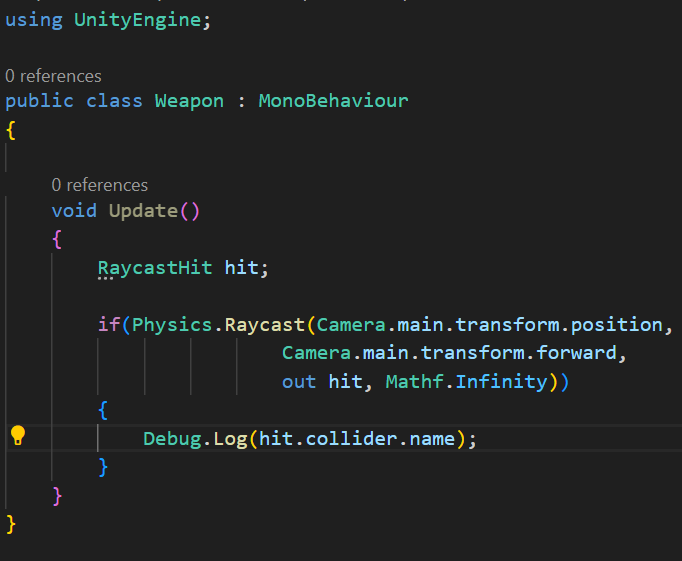 using UnityEngine;
0 references
public class Weapon : MonoBehaviour
{
0 references
void Update()
{
RaycastHit hit;
if(Physics.Raycast(Camera.main.transform.position,
Camera.main.transform.forward,
out hit, Mathf.Infinity))
{
Debug.Log(hit.collider.name);
}
}
}